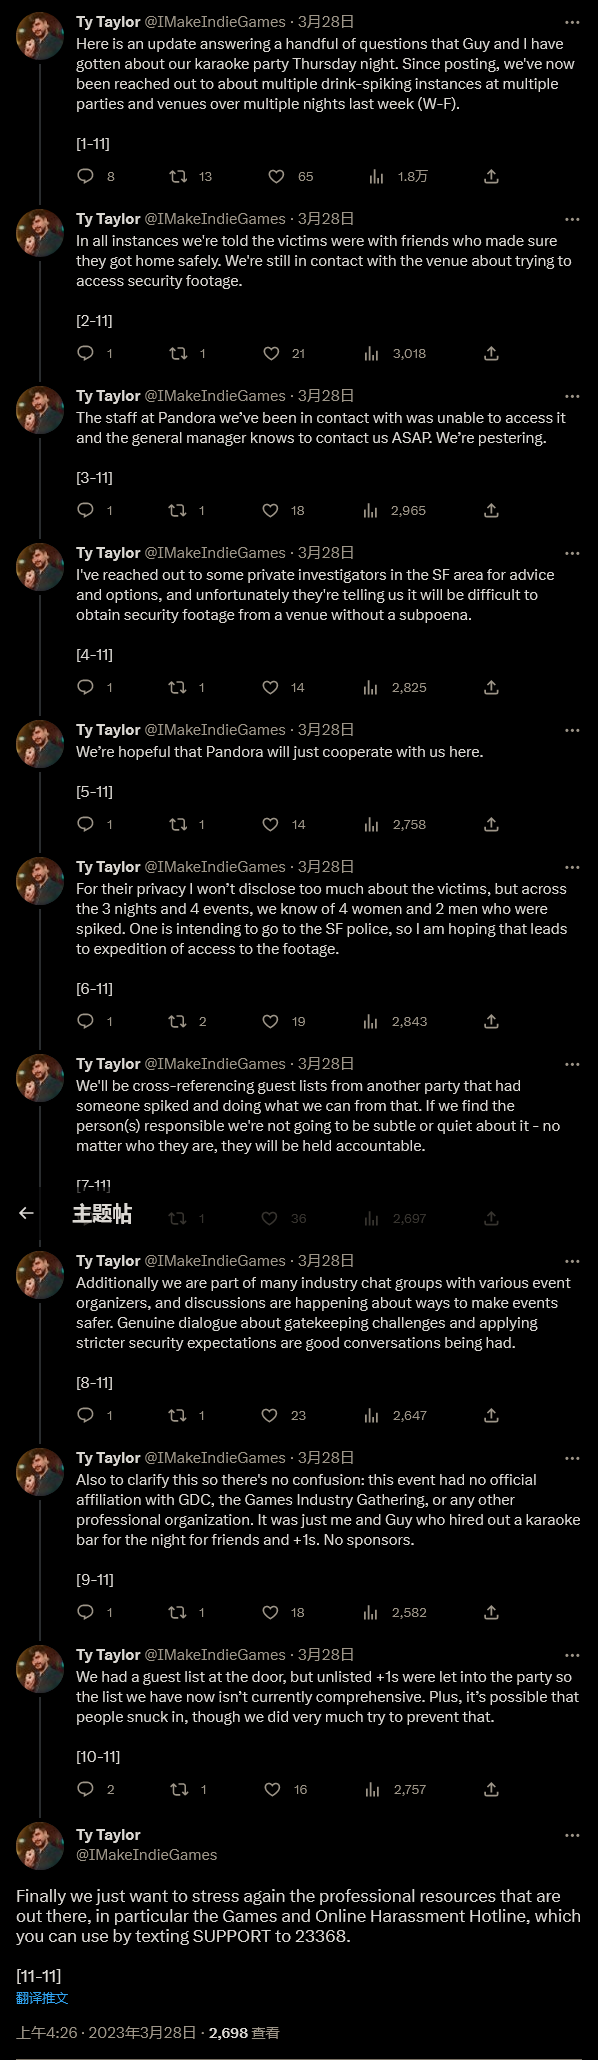 Ty Taylor @IMakeIndieGames · 3月28日
Here is an update answering a handful of questions that Guy and I have
gotten about our karaoke party Thursday night. Since posting, we've now
been reached out to about multiple drink-spiking instances at multiple
parties and venues over multiple nights last week (W-F).
[1-11]
8 13 65 1.8万
Ty Taylor @IMakeIndieGames · 3月28日
In all instances we're told the victims were with friends who made sure
they got home safely. We're still in contact with the venue about trying to
access security footage.
[2-11]
1 1 21 3,018
Ty Taylor @IMakeIndieGames · 3月28日
The staff at Pandora we’ve been in contact with was unable to access it
and the general manager knows to contact us ASAP. We’re pestering.
[3-11]
1 1 18 2,965
Ty Taylor @IMakeIndieGames · 3月28日
I've reached out to some private investigators in the SF area for advice
and options, and unfortunately they're telling us it will be difficult to
obtain security footage from a venue without a subpoena.
[4-11]
1 1 14 2,825
Ty Taylor @IMakeIndieGames · 3月28日
We’re hopeful that Pandora will just cooperate with us here.
[5-11]
1 1 14 2,758
Ty Taylor @IMakeIndieGames · 3月28日
For their privacy I won’t disclose too much about the victims, but across
the 3 nights and 4 events, we know of 4 women and 2 men who were
spiked. One is intending to go to the SF police, so I am hoping that leads
to expedition of access to the footage.
[6-11]
1 2 19 2,843
Ty Taylor @IMakeIndieGames · 3月28日
We'll be cross-referencing guest lists from another party that had
someone spiked and doing what we can from that. If we find the
person(s) responsible we're not going to be subtle or quiet about it - no
matter who they are, they will be held accountable.
[7-11]
主题帖 1 36 2,697
Ty Taylor @IMakeIndieGames · 3月28日
Additionally we are part of many industry chat groups with various event
organizers, and discussions are happening about ways to make events
safer. Genuine dialogue about gatekeeping challenges and applying
stricter security expectations are good conversations being had.
[8-11]
1 1 23 2,647
Ty Taylor @IMakeIndieGames · 3月28日
Also to clarify this so there's no confusion: this event had no official
affiliation with GDC, the Games Industry Gathering, or any other
professional organization. It was just me and Guy who hired out a karaoke
bar for the night for friends and +1s. No sponsors.
[9-11]
1 1 18 2,582
Ty Taylor @IMakeIndieGames · 3月28日
We had a guest list at the door, but unlisted +1s were let into the party so
the list we have now isn’t currently comprehensive. Plus, it’s possible that
people snuck in, though we did very much try to prevent that.
[10-11]
2 1 16 2,757
Ty Taylor
@IMakeIndieGames
Finally we just want to stress again the professional resources that are
out there, in particular the Games and Online Harassment Hotline, which
you can use by texting SUPPORT to 23368.
[11-11]
翻译推文
上午4:26 · 2023年3月28日 · 2,698 查看